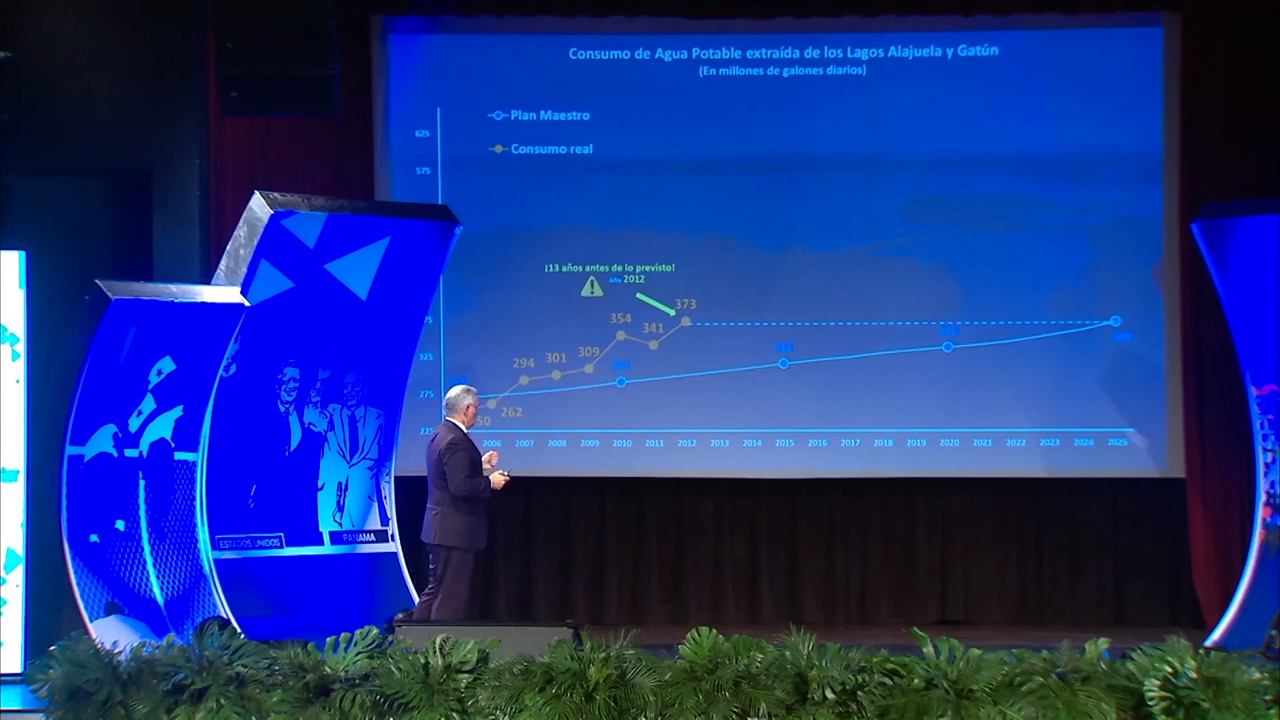 Consumo de Agua Potable extraída de los Lagos Alajuela y Gatún
(En millones de galones diarios)
Plan Maestro
Consumo real
625
575
¡13 años antes de lo previsto!
Año 2012
373
354
341
309
301
294
262
325
275
225
2006 2007 2008 2009 2010 2011 2012 2013 2014 2015 2016 2017 2018 2019 2020 2021 2022 2023 2024 2025
ESTADOS UNIDOS
PANAMA